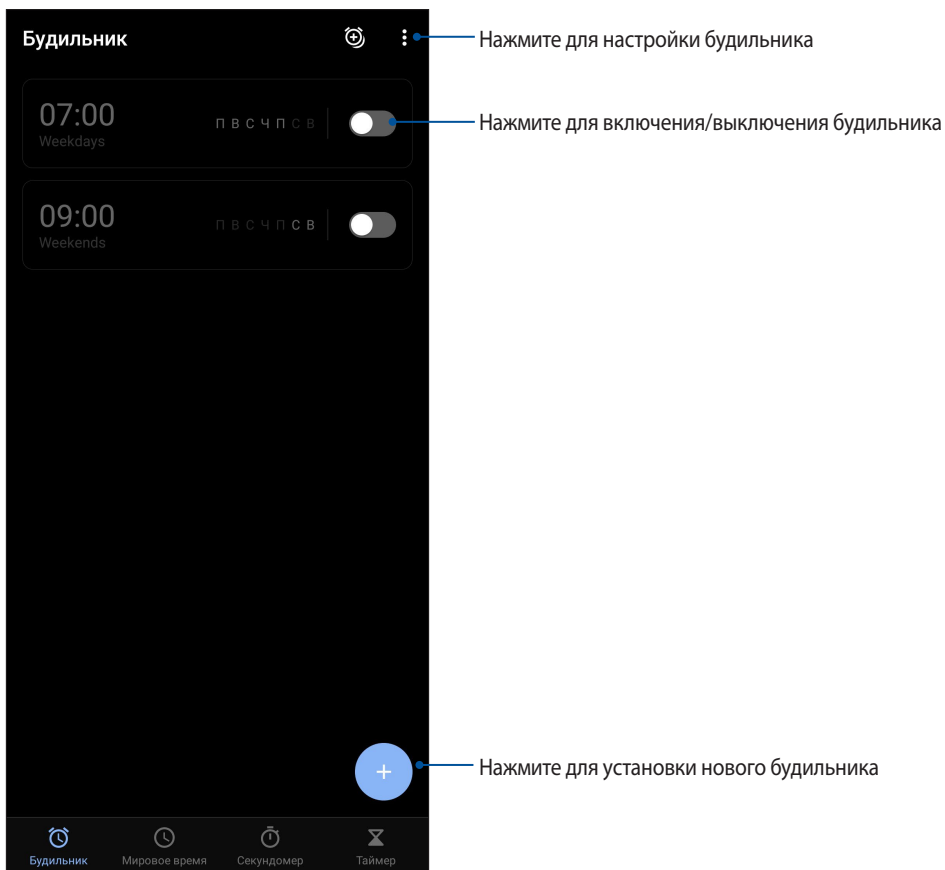 Будильник
Нажмите для настройки будильника
07:00
Weekdays
П В С Ч П С В
Нажмите для включения/выключения будильника
09:00
Weekends
П В С Ч П С В
Нажмите для установки нового будильника
Будильник Мировое время Секундомер Таймер